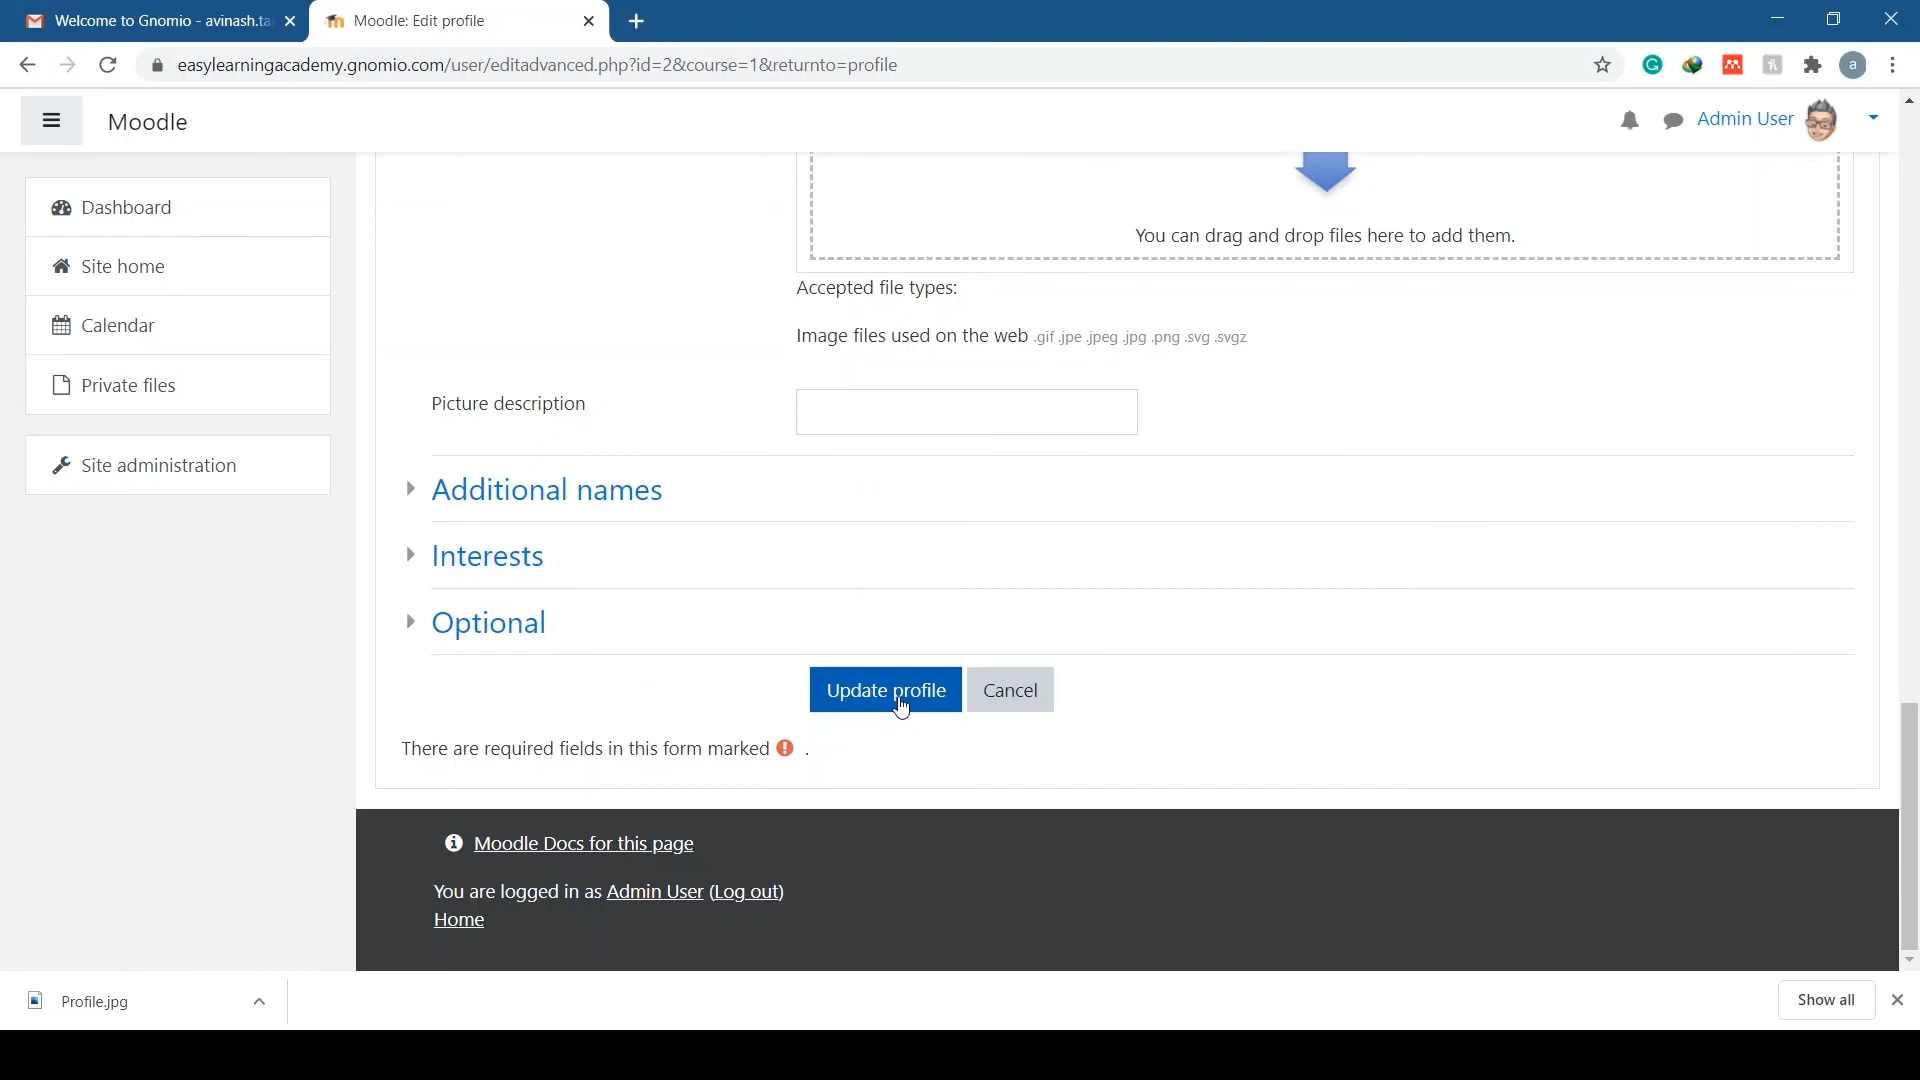 Welcome to Gnomio - avinash.ta
Moodle: Edit profile
easylearningacademy.gnomio.com/user/editadvanced.php?id=2&course=1&returnto=profile
a
Moodle
Admin User
Dashboard
Site home
Calendar
Private files
Site administration
You can drag and drop files here to add them.
Accepted file types:
Image files used on the web .gif .jpe .jpeg .jpg .png .svg .svgz
Picture description
Additional names
Interests
Optional
Update profile Cancel
There are required fields in this form marked .
Moodle Docs for this page
You are logged in as Admin User (Log out)
Home
Profile.jpg
Show all